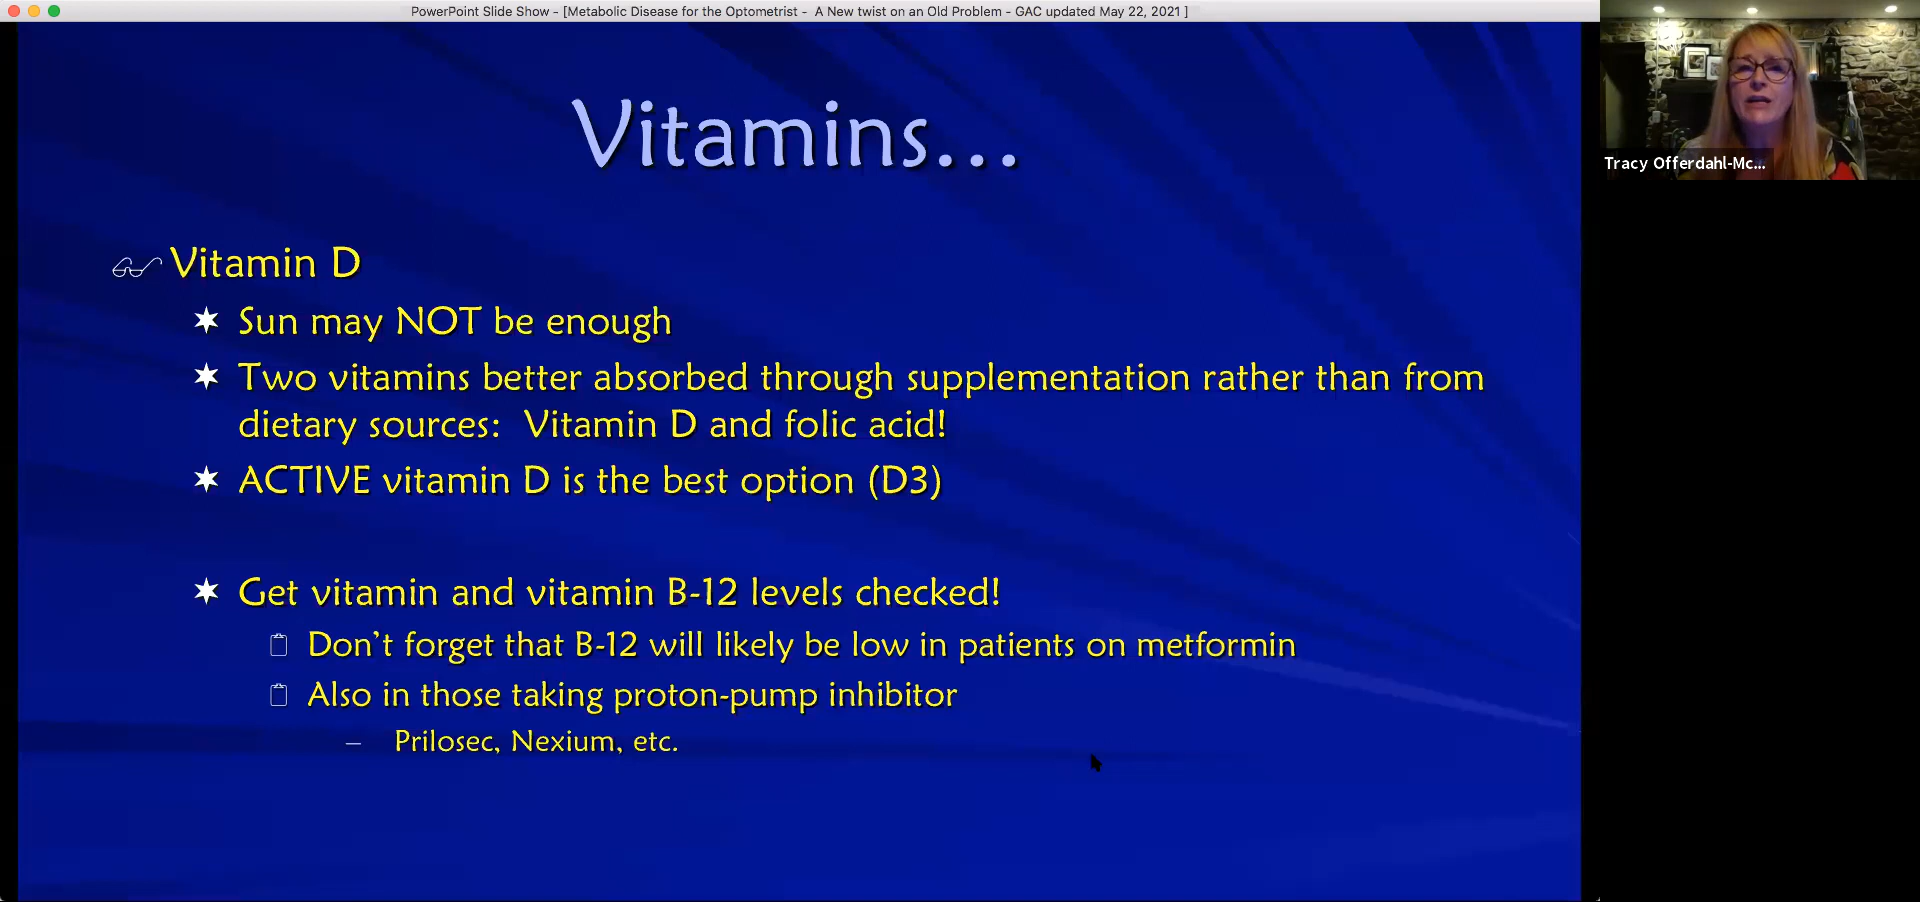 PowerPoint Slide Show - [Metabolic Disease for the Optometrist - A New twist on an Old Problem - GAC updated May 22, 2021 ]
Vitamins...
Vitamin D
Sun may NOT be enough
Two vitamins better absorbed through supplementation rather than from
dietary sources: Vitamin D and folic acid!
ACTIVE vitamin D is the best option (D3)
Get vitamin and vitamin B-12 levels checked!
Don't forget that B-12 will likely be low in patients on metformin
Also in those taking proton-pump inhibitor
– Prilosec, Nexium, etc.
Tracy Offerdahl-Mc...